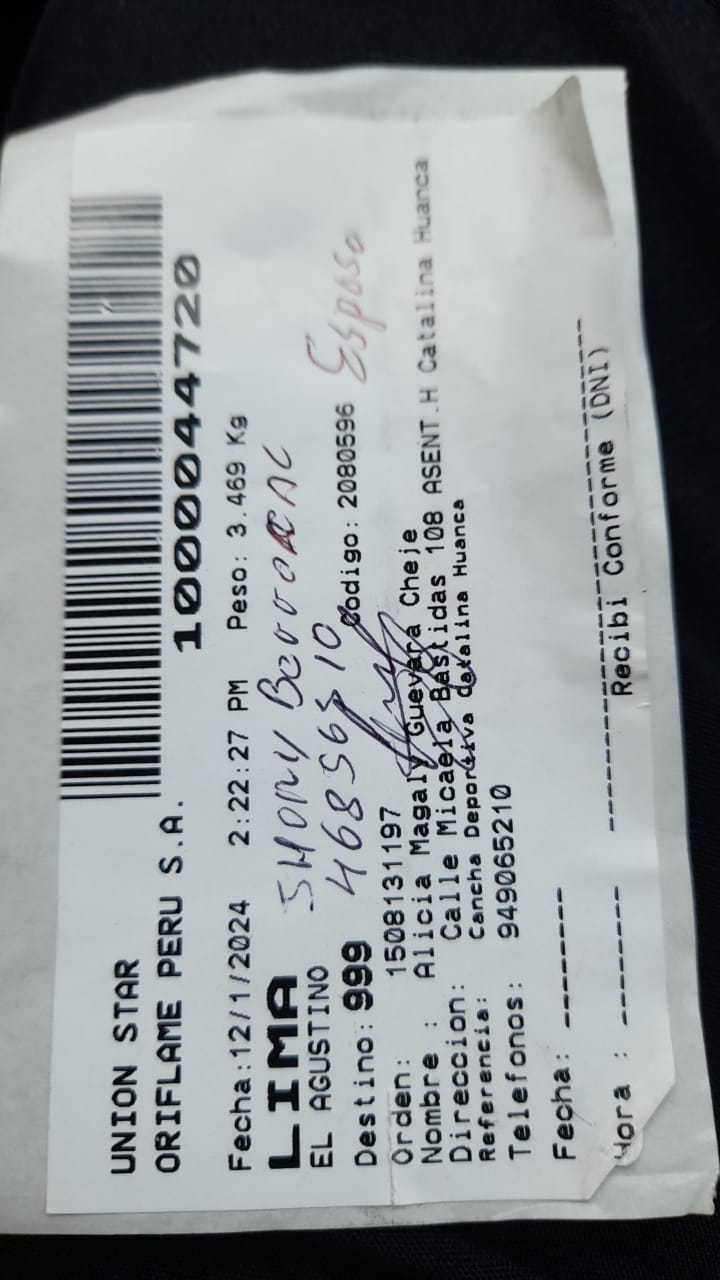 1000044720
UNION STAR
ORIFLAME PERU S.A.
Fecha:12/1/2024 2:22:27 PM Peso: 3.469 Kg
LIMA
EL AGUSTINO
Esposo
Destino: 999 Codigo: 2080596
Orden: 1508131197
Nombre : Alicia Magaly Guevara Cheje
Direccion: Calle Micaela Bastidas 108 ASENT.H Catalina Huanca
Referencia: Cancha Deportiva Catalina Huanca
Telefonos: 949065210
Fecha: --------
Hora : --------
Recibi Conforme (DNI)